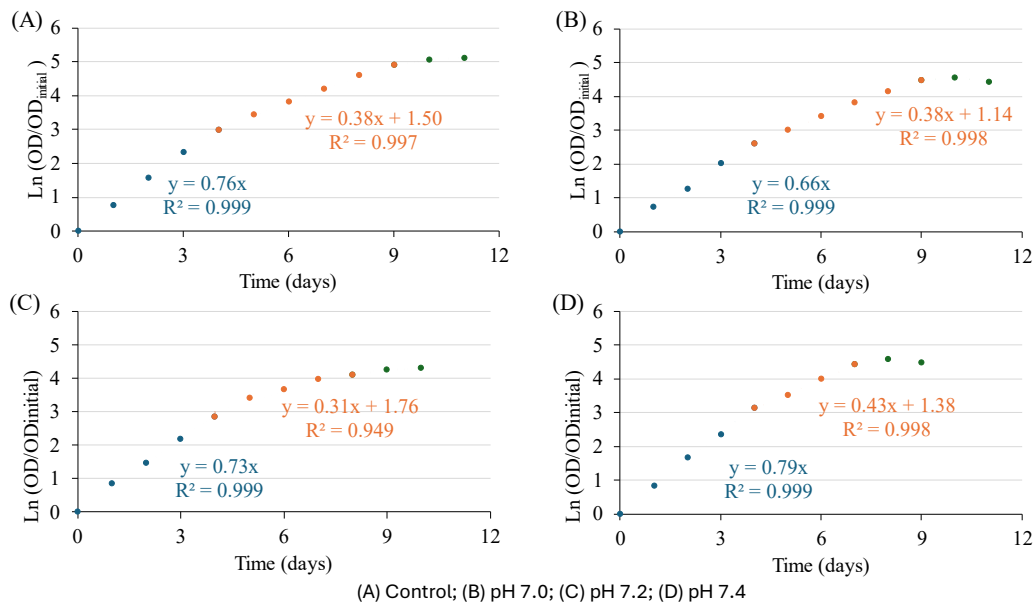 (A)
6
5
4
3
2
1
0
Ln (OD/ODinitial)
y = 0.38x + 1.50
R² = 0.997
y = 0.76x
R² = 0.999
0 3 6 9 12
Time (days)
(B)
6
5
4
3
2
1
0
Ln (OD/ODinitial)
y = 0.38x + 1.14
R² = 0.998
y = 0.66x
R² = 0.999
0 3 6 9 12
Time (days)
(C)
6
5
4
3
2
1
0
Ln (OD/ODinitial)
y = 0.31x + 1.76
R² = 0.949
y = 0.73x
R² = 0.999
0 3 6 9 12
Time (days)
(D)
6
5
4
3
2
1
0
Ln (OD/ODinitial)
y = 0.43x + 1.38
R² = 0.998
y = 0.79x
R² = 0.999
0 3 6 9 12
Time (days)
(A) Control; (B) pH 7.0; (C) pH 7.2; (D) pH 7.4